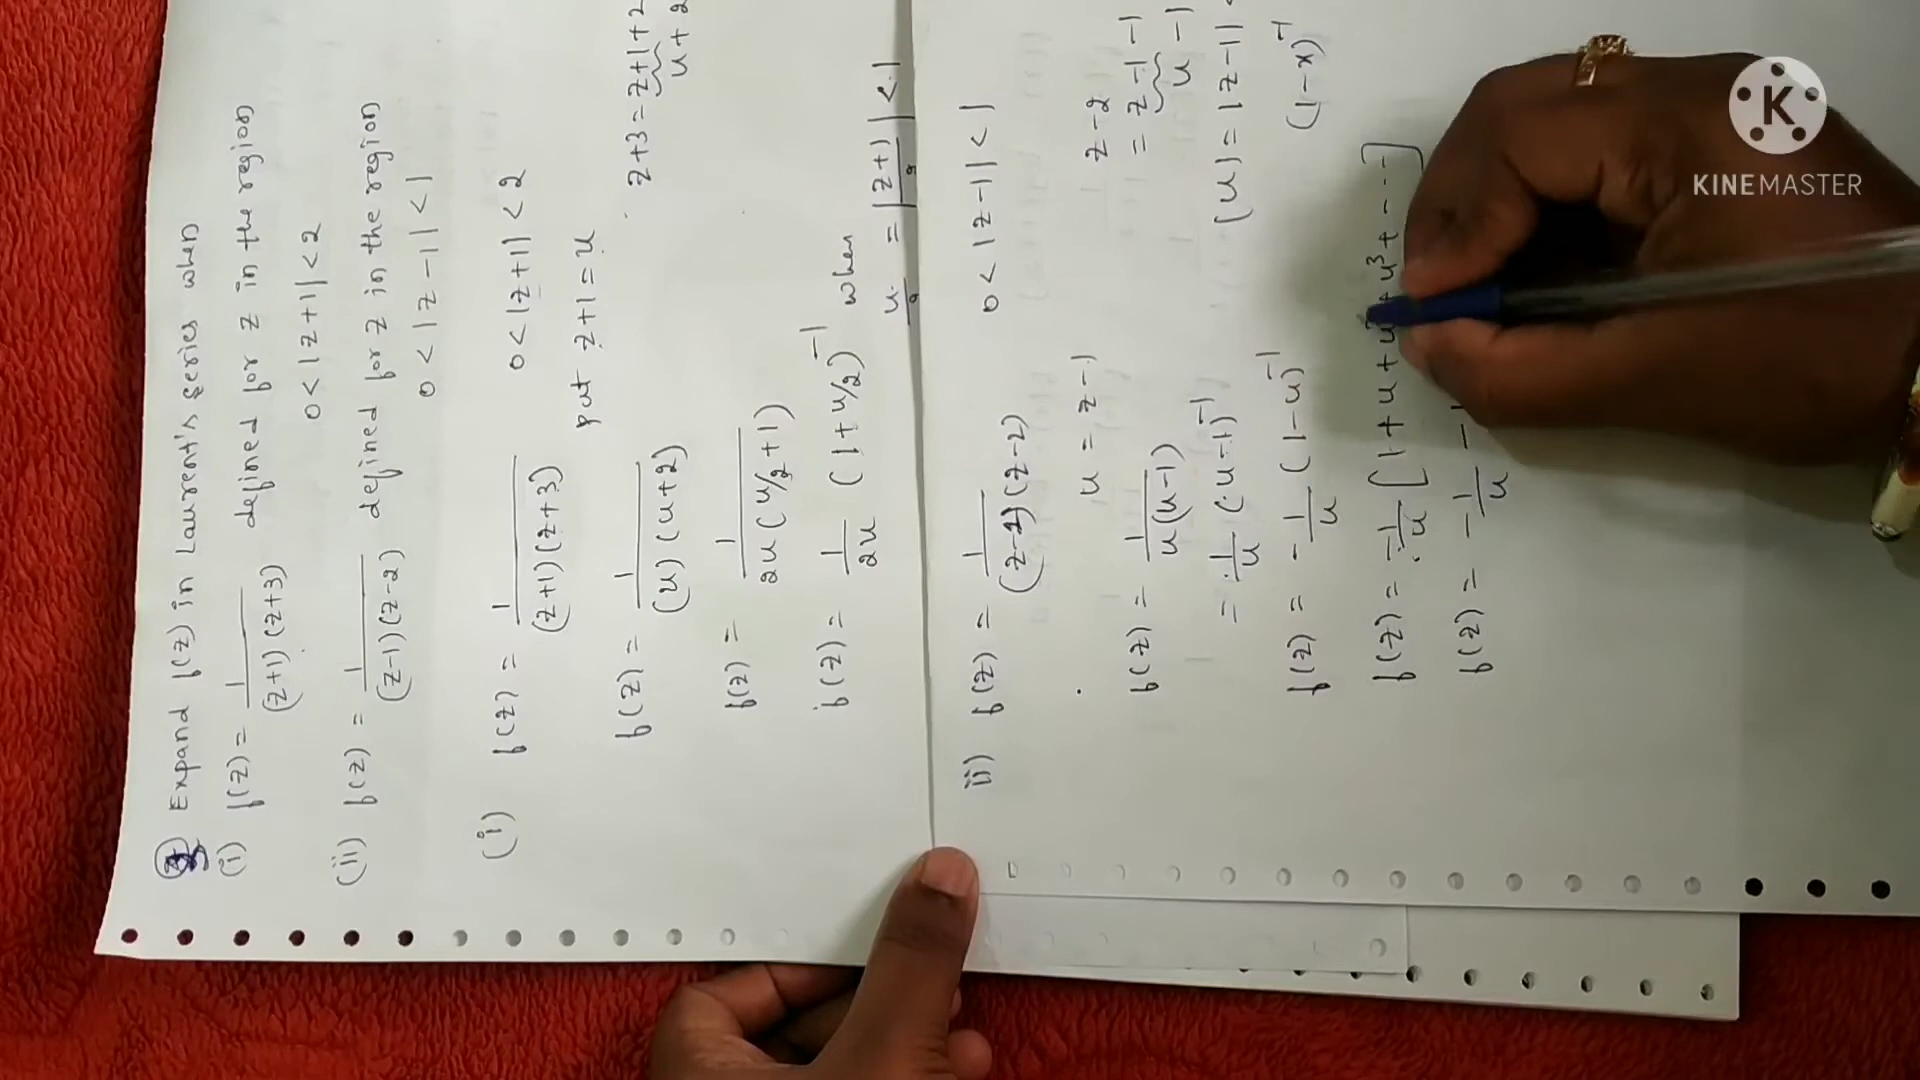 Expand f(z) in Laurent's series when
(i) f(z) = 1/(z+1)(z+3) defined for z in the region
0 < |z+1| < 2
(ii) f(z) = 1/(z-1)(z-2) defined for z in the region
0 < |z-1| < 1
(i) f(z) = 1/(z+1)(z+3) 0 < |z+1| < 2
put z+1 = u
f(z) = 1/(u)(u+2) z+3 = z+1+2
u+2
f(z) = 1/2u(u/2+1)
f(z) = 1/2u (1+u/2)^-1 when
u/2 = |z+1|/2 < 1
ii) f(z) = 1/(z-1)(z-2) 0 < |z-1| < 1
u = z-1 z-2
= z-1-1
f(z) = 1/u(u-1) u-1
= 1/u (u-1)^-1 |u| = |z-1| <
f(z) = -1/u (1-u)^-1 (1-x)^-1
f(z) = -1/u [1+u+u²+u³+---]
f(z) = -1/u -1
KINEMASTER